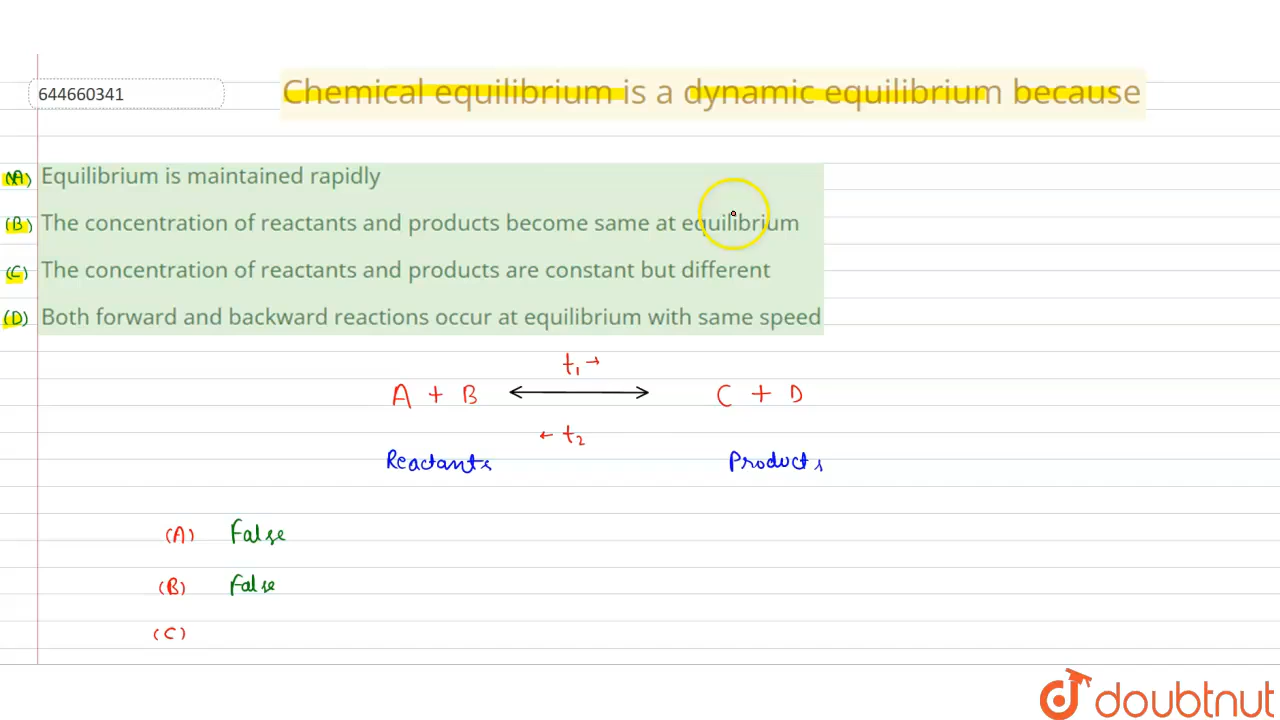 644660341
Chemical equilibrium is a dynamic equilibrium because
(A) Equilibrium is maintained rapidly
(B) The concentration of reactants and products become same at equilibrium
(C) The concentration of reactants and products are constant but different
(D) Both forward and backward reactions occur at equilibrium with same speed
t₁ →
A + B ⟷ C + D
← t₂
Reactants Products
(A) False
(B) False
(C)
doubtnut